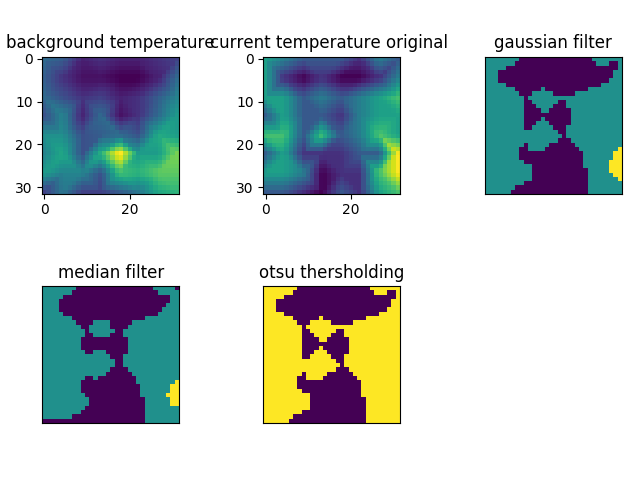 background temperature
current temperature original
gaussian filter
0
10
20
30
0
20
0
10
20
30
0
20
median filter
otsu thersholding